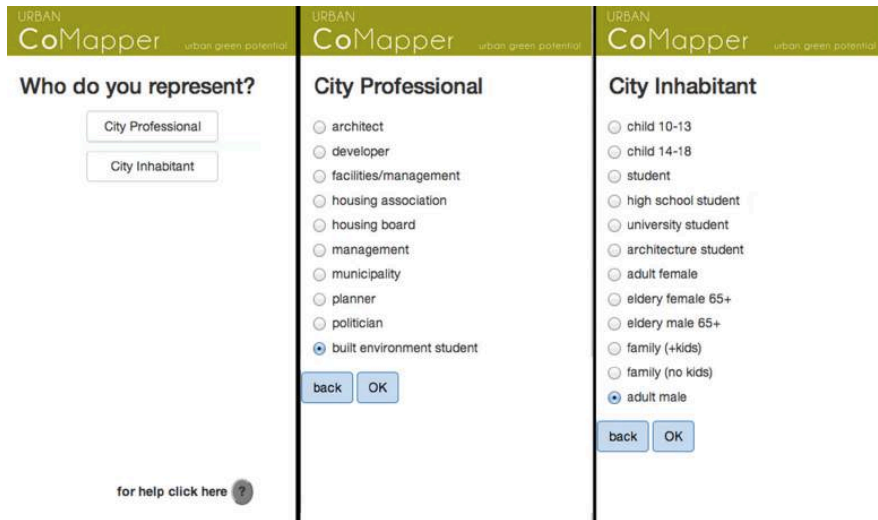 URBAN
CoMapper urban green potential
Who do you represent?
City Professional
City Inhabitant
for help click here ?
URBAN
CoMapper urban green potential
City Professional
architect
developer
facilities/management
housing association
housing board
management
municipality
planner
politician
built environment student
back OK
URBAN
CoMapper urban green potential
City Inhabitant
child 10-13
child 14-18
student
high school student
university student
architecture student
adult female
eldery female 65+
eldery male 65+
family (+kids)
family (no kids)
adult male
back OK